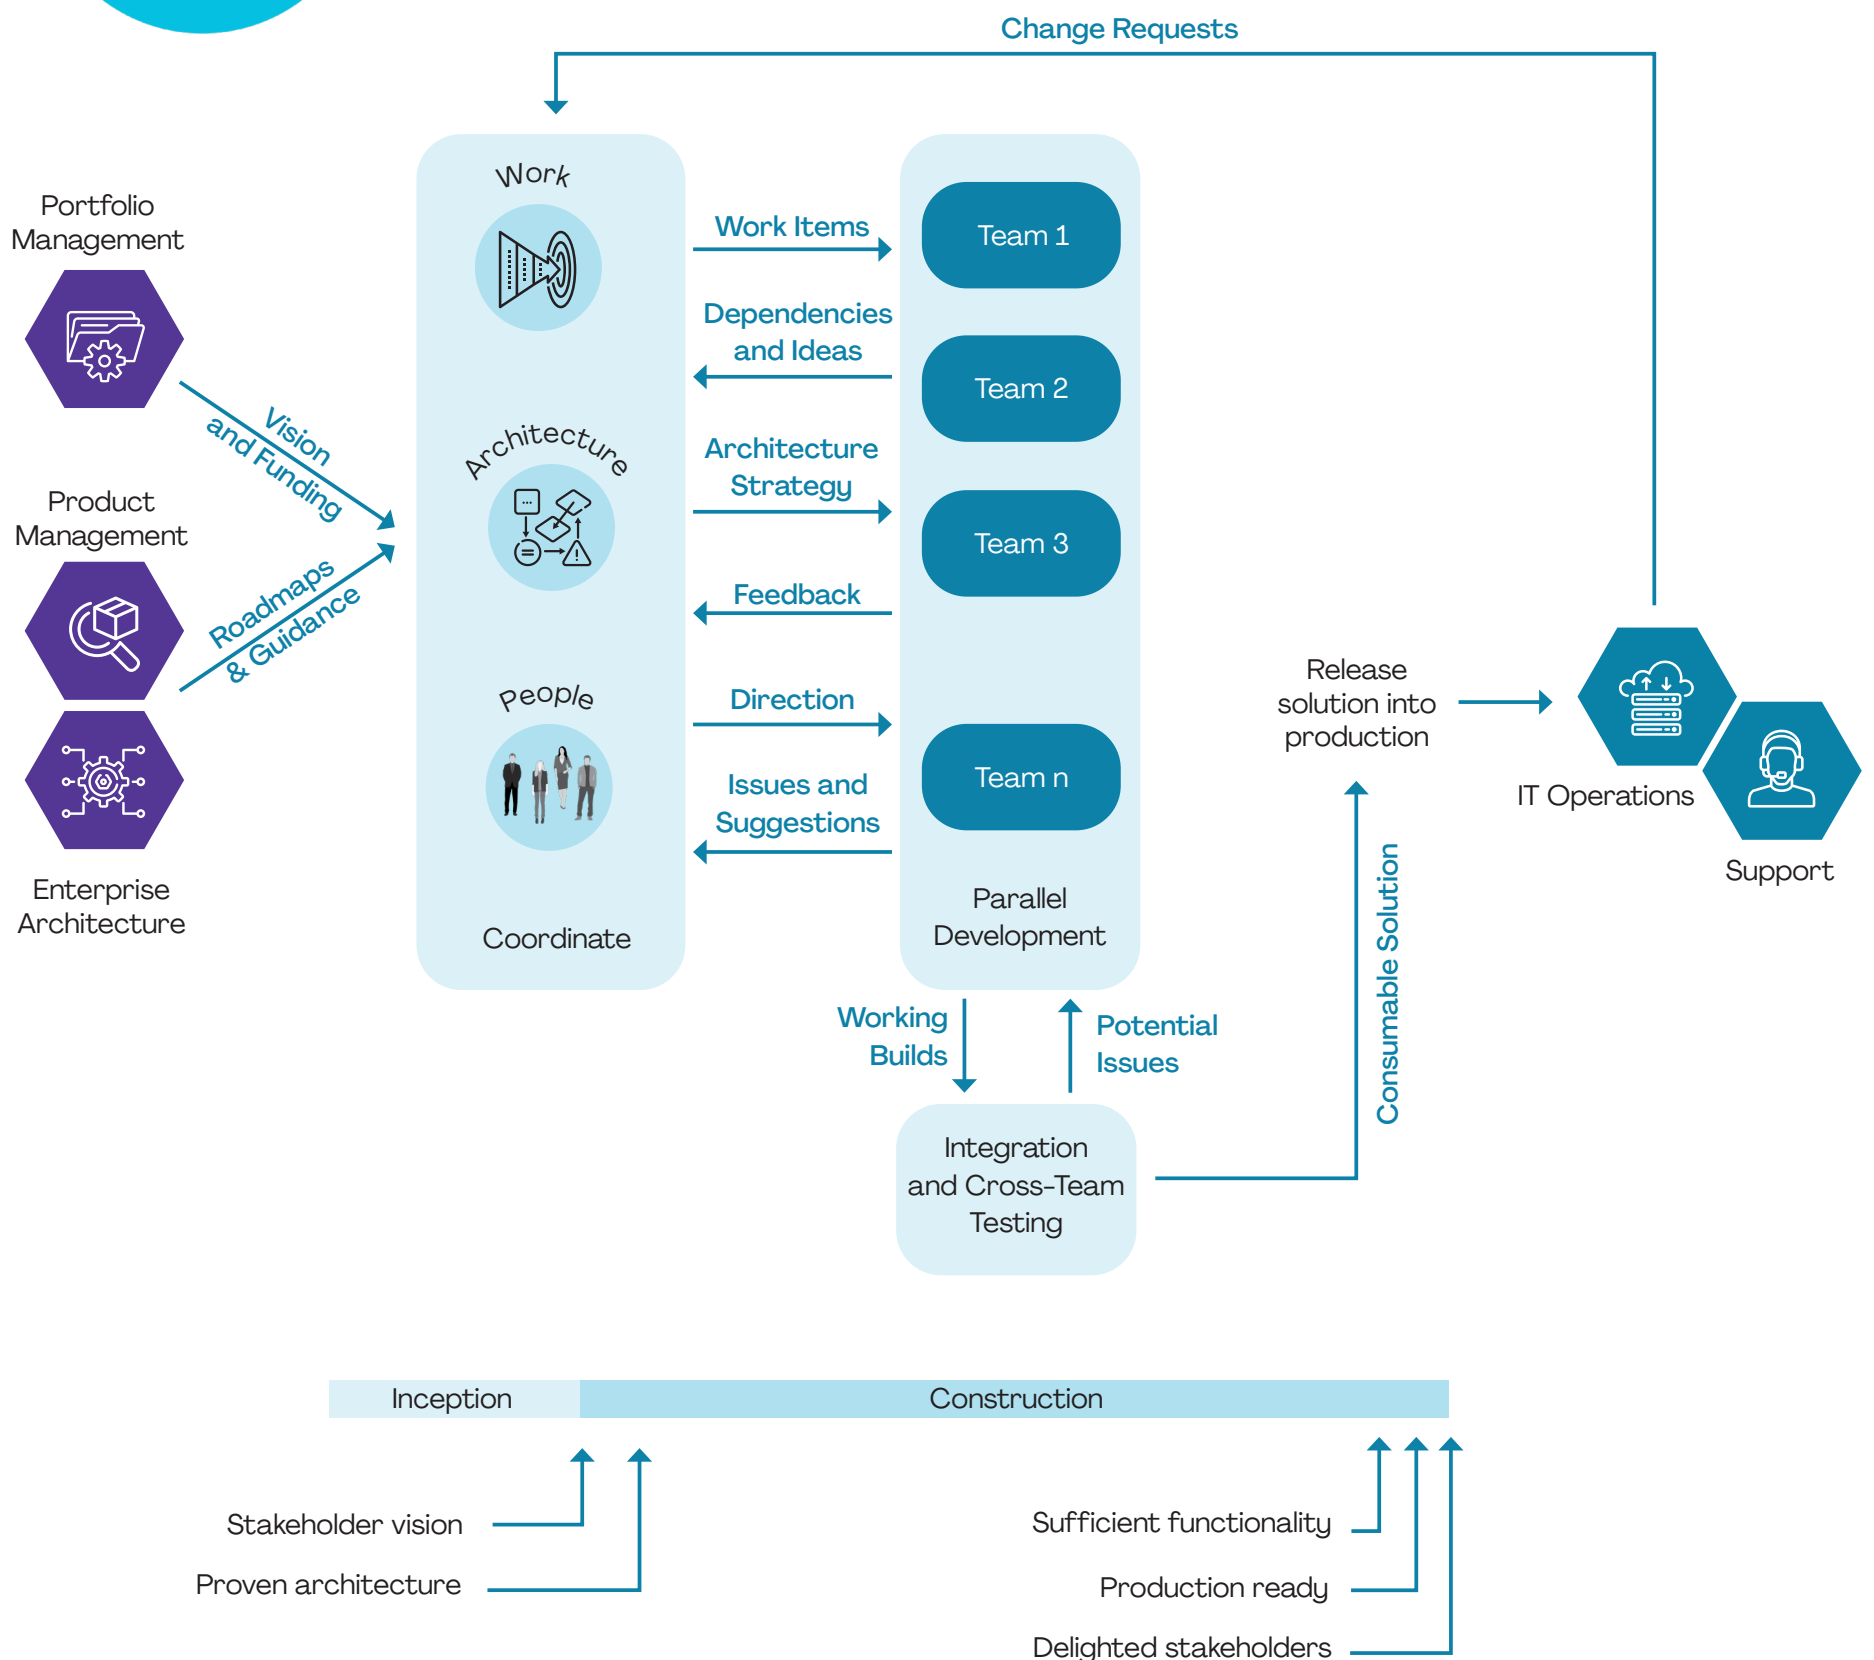 Change Requests
Portfolio
Management
Vision
and Funding
Product
Management
Roadmaps
& Guidance
Enterprise
Architecture
Work
Architecture
People
Coordinate
Work Items
Dependencies
and Ideas
Architecture
Strategy
Feedback
Direction
Issues and
Suggestions
Team 1
Team 2
Team 3
Team n
Parallel
Development
Working
Builds
Potential
Issues
Integration
and Cross-Team
Testing
Consumable Solution
Release
solution into
production
IT Operations
Support
Inception
Construction
Stakeholder vision
Proven architecture
Sufficient functionality
Production ready
Delighted stakeholders